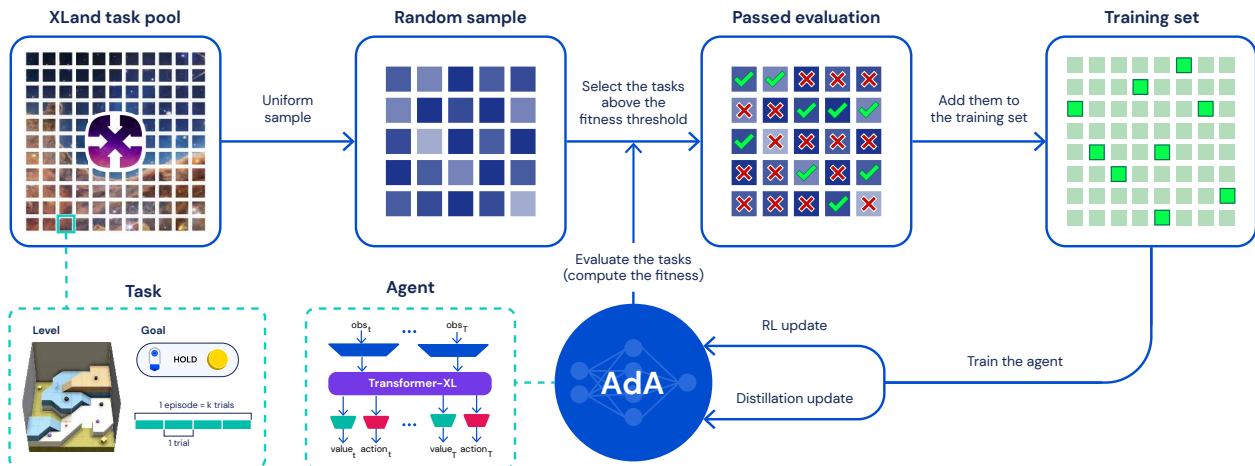 XLand task pool
Random sample
Passed evaluation
Training set
Uniform
sample
Select the tasks
above the
fitness threshold
Add them to
the training set
Evaluate the tasks
(compute the fitness)
Task
Level
Goal
HOLD
1 episode = k trials
1 trial
Agent
obs_t
...
obs_T
Transformer-XL
...
value_t
action_t
value_T
action_T
AdA
RL update
Distillation update
Train the agent